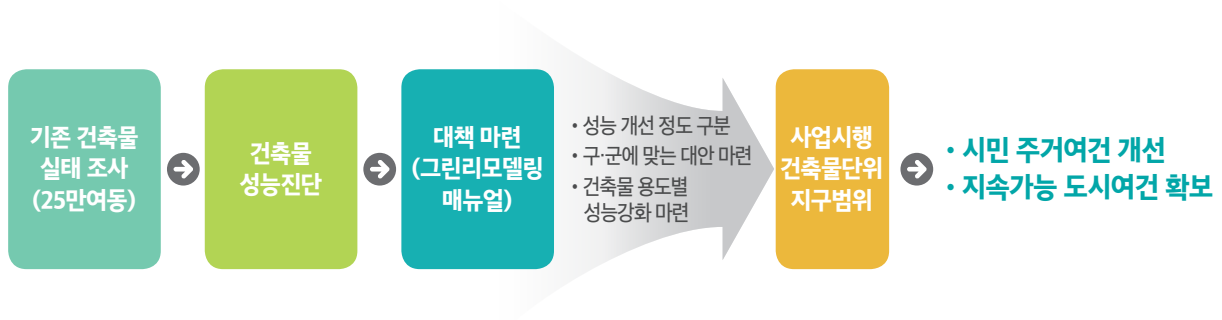 기존 건축물
실태 조사
(25만여동)
건축물
성능진단
대책 마련
(그린리모델링
매뉴얼)
• 성능 개선 정도 구분
• 구·군에 맞는 대안 마련
• 건축물 용도별
성능강화 마련
사업시행
건축물단위
지구범위
• 시민 주거여건 개선
• 지속가능 도시여건 확보